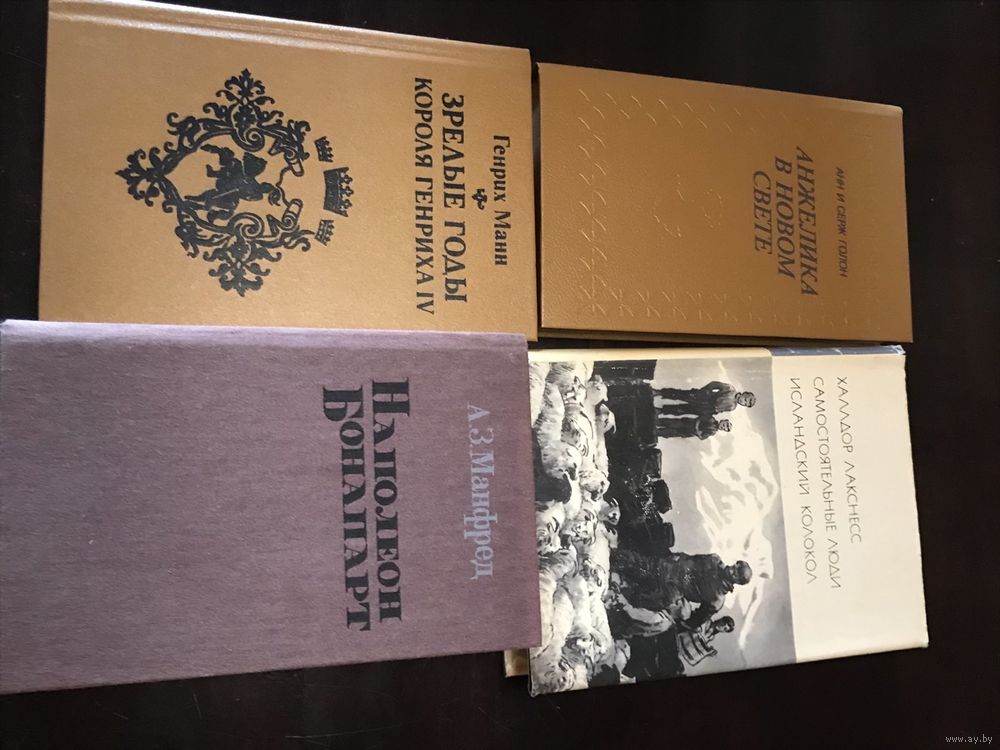 Генрих Манн
ЗРЕЛЫЕ ГОДЫ
КОРОЛЯ ГЕНРИХА IV
АНН И СЕРЖ ГОЛОН
АНЖЕЛИКА
В НОВОМ
СВЕТЕ
А.З.Манфред
НАПОЛЕОН
БОНАПАРТ
ХАЛЛДОР ЛАКСНЕСС
САМОСТОЯТЕЛЬНЫЕ ЛЮДИ
ИСЛАНДСКИЙ КОЛОКОЛ
www.ay.by